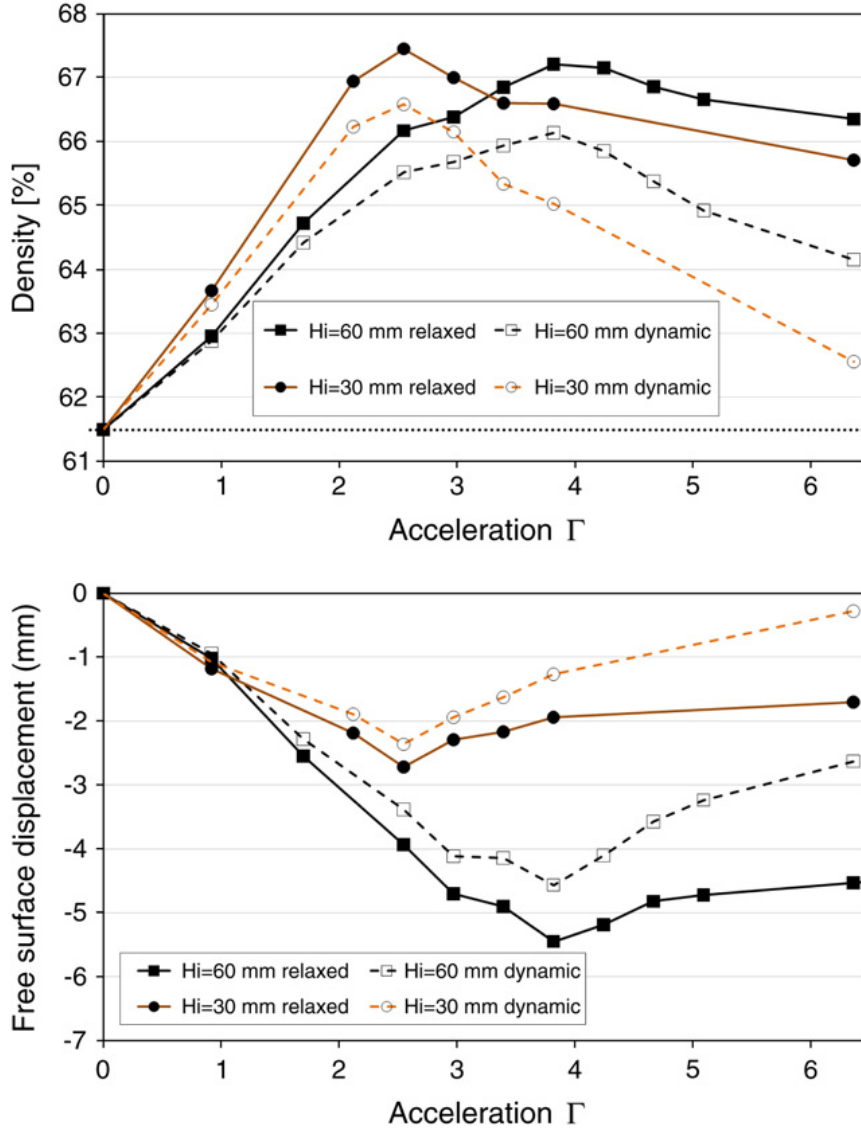 68
67
66
65
64
63
62
61
Density [%]
Hi=60 mm relaxed
Hi=60 mm dynamic
Hi=30 mm relaxed
Hi=30 mm dynamic
0 1 2 3 4 5 6
Acceleration Γ
0
-1
-2
-3
-4
-5
-6
-7
Free surface displacement (mm)
Hi=60 mm relaxed
Hi=60 mm dynamic
Hi=30 mm relaxed
Hi=30 mm dynamic
0 1 2 3 4 5 6
Acceleration Γ